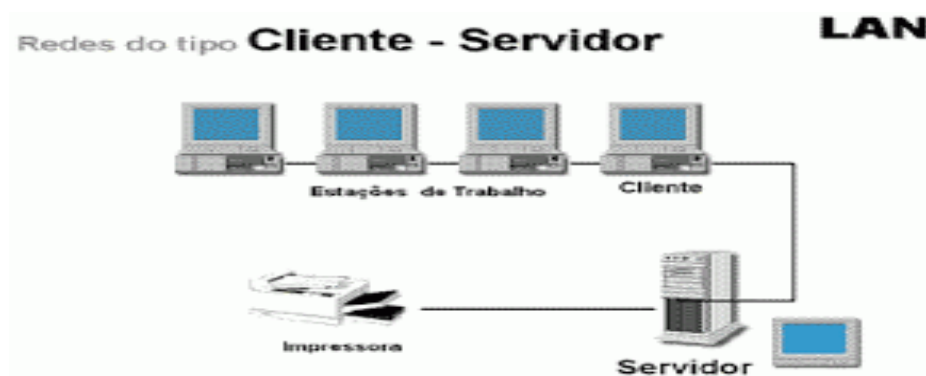 Redes do tipo Cliente - Servidor
LAN
Estações de Trabalho
Cliente
Impressora
Servidor